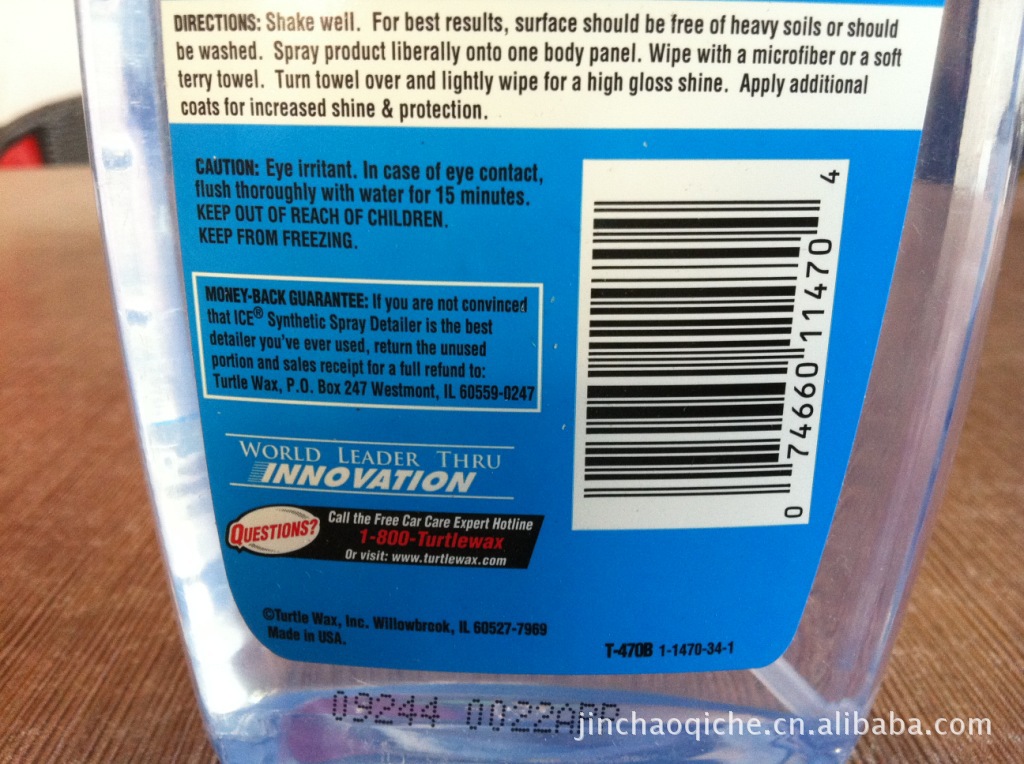 DIRECTIONS: Shake well. For best results, surface should be free of heavy soils or should
be washed. Spray product liberally onto one body panel. Wipe with a microfiber or a soft
terry towel. Turn towel over and lightly wipe for a high gloss shine. Apply additional
coats for increased shine & protection.
CAUTION: Eye irritant. In case of eye contact,
flush thoroughly with water for 15 minutes.
KEEP OUT OF REACH OF CHILDREN.
KEEP FROM FREEZING.
MONEY-BACK GUARANTEE: If you are not convinced
that ICE® Synthetic Spray Detailer is the best
detailer you've ever used, return the unused
portion and sales receipt for a full refund to:
Turtle Wax, P.O. Box 247 Westmont, IL 60559-0247
WORLD LEADER THRU
INNOVATION
QUESTIONS?
Call the Free Car Care Expert Hotline
1-800-Turtlewax
Or visit: www.turtlewax.com
©Turtle Wax, Inc. Willowbrook, IL 60527-7969
Made in USA.
0 74660 11470 4
T-470B 1-1470-34-1
09244
jinchaoqiche.cn.alibaba.com